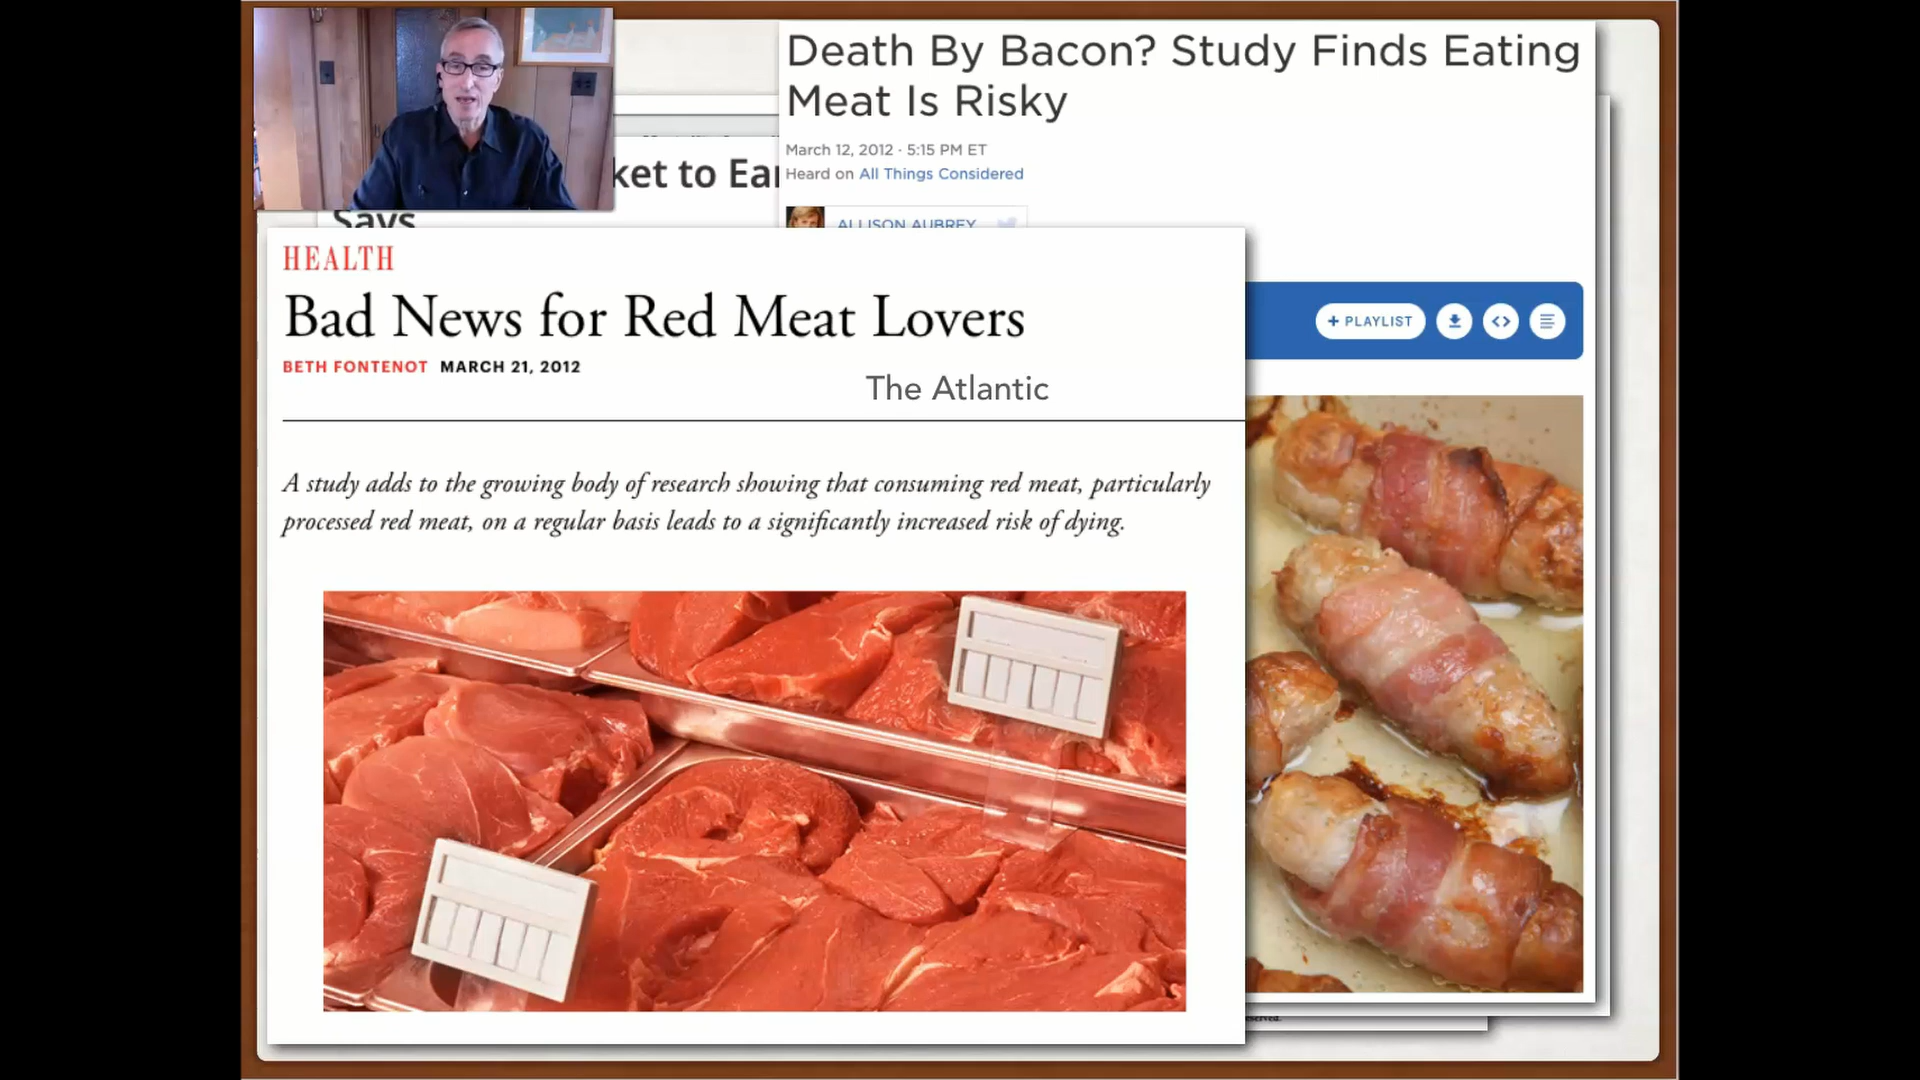 Death By Bacon? Study Finds Eating
Meat Is Risky
March 12, 2012 · 5:15 PM ET
Heard on All Things Considered
ket to Ear
Says
ALLISON AUBREY
HEALTH
Bad News for Red Meat Lovers
BETH FONTENOT MARCH 21, 2012
The Atlantic
+ PLAYLIST
A study adds to the growing body of research showing that consuming red meat, particularly
processed red meat, on a regular basis leads to a significantly increased risk of dying.